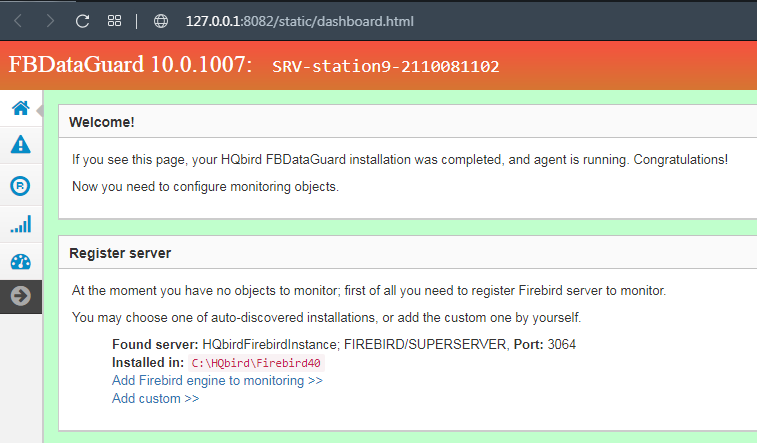 127.0.0.1:8082/static/dashboard.html
FBDataGuard 10.0.1007: SRV-station9-2110081102
Welcome!
If you see this page, your HQbird FBDataGuard installation was completed, and agent is running. Congratulations!
Now you need to configure monitoring objects.
Register server
At the moment you have no objects to monitor; first of all you need to register Firebird server to monitor.
You may choose one of auto-discovered installations, or add the custom one by yourself.
Found server: HQbirdFirebirdInstance; FIREBIRD/SUPERSERVER, Port: 3064
Installed in: C:\HQbird\Firebird40
Add Firebird engine to monitoring >>
Add custom >>